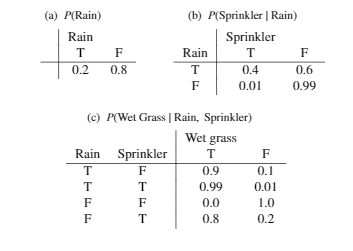 (a) P(Rain)
Rain
T F
0.2 0.8
(b) P(Sprinkler | Rain)
Sprinkler
Rain T F
T 0.4 0.6
F 0.01 0.99
(c) P(Wet Grass | Rain, Sprinkler)
Wet grass
Rain Sprinkler T F
T F 0.9 0.1
T T 0.99 0.01
F F 0.0 1.0
F T 0.8 0.2